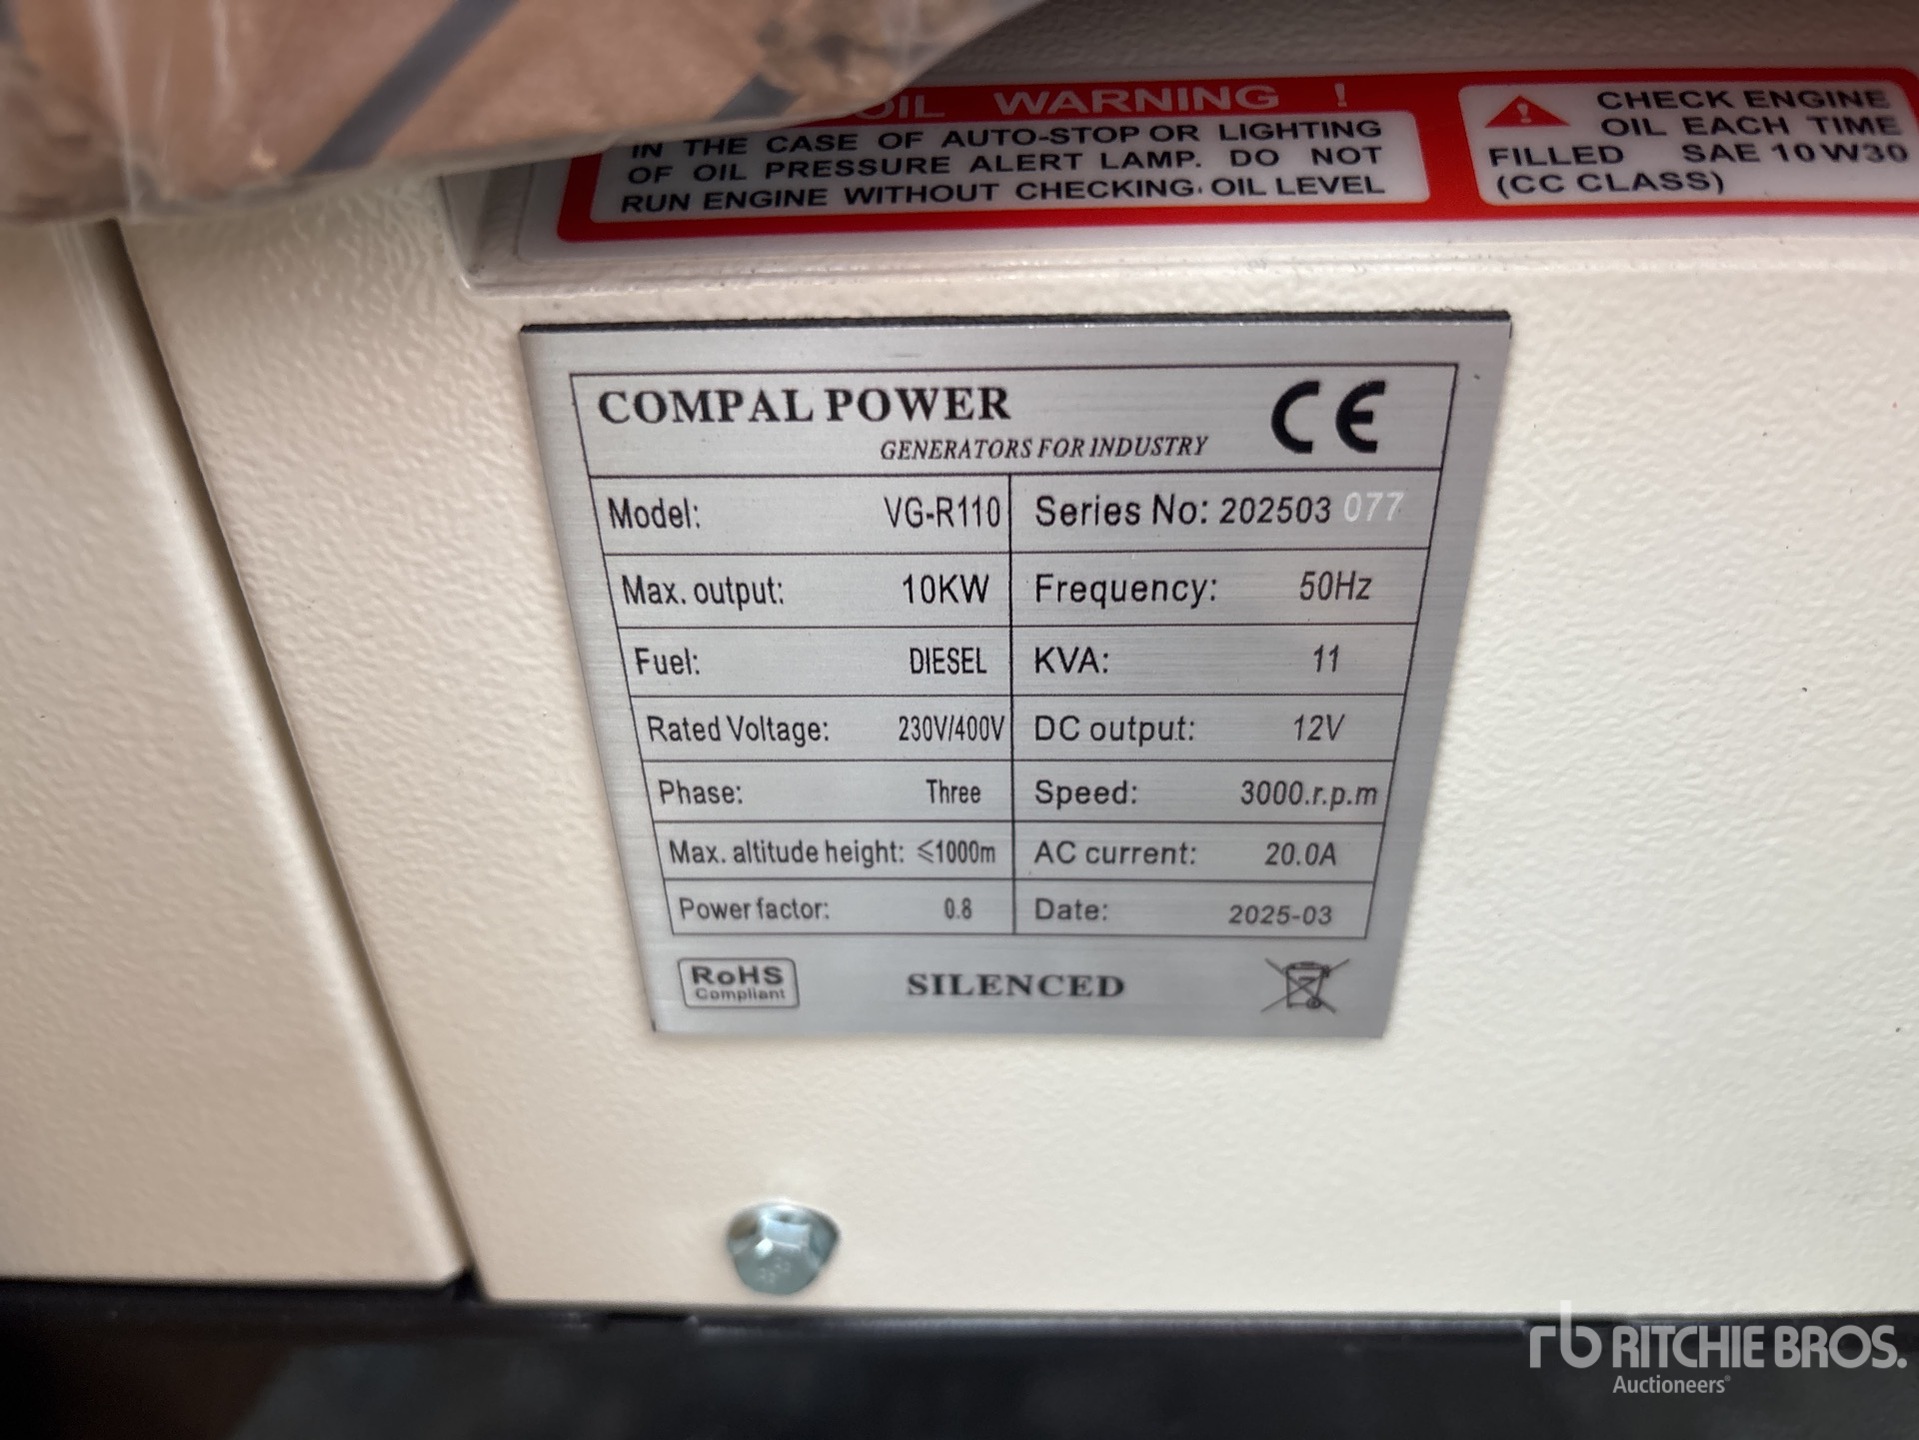 OIL WARNING !
IN THE CASE OF AUTO-STOP OR LIGHTING
OF OIL PRESSURE ALERT LAMP. DO NOT
RUN ENGINE WITHOUT CHECKING. OIL LEVEL
CHECK ENGINE
OIL EACH TIME
FILLED SAE 10W30
(CC CLASS)
COMPAL POWER
GENERATORS FOR INDUSTRY
CE
Model: VG-R110 Series No: 202503 077
Max. output: 10KW Frequency: 50Hz
Fuel: DIESEL KVA: 11
Rated Voltage: 230V/400V DC output: 12V
Phase: Three Speed: 3000.r.p.m
Max. altitude height: ≤1000m AC current: 20.0A
Power factor: 0.8 Date: 2025-03
RoHS
Compliant
SILENCED
rb RITCHIE BROS.
Auctioneers®